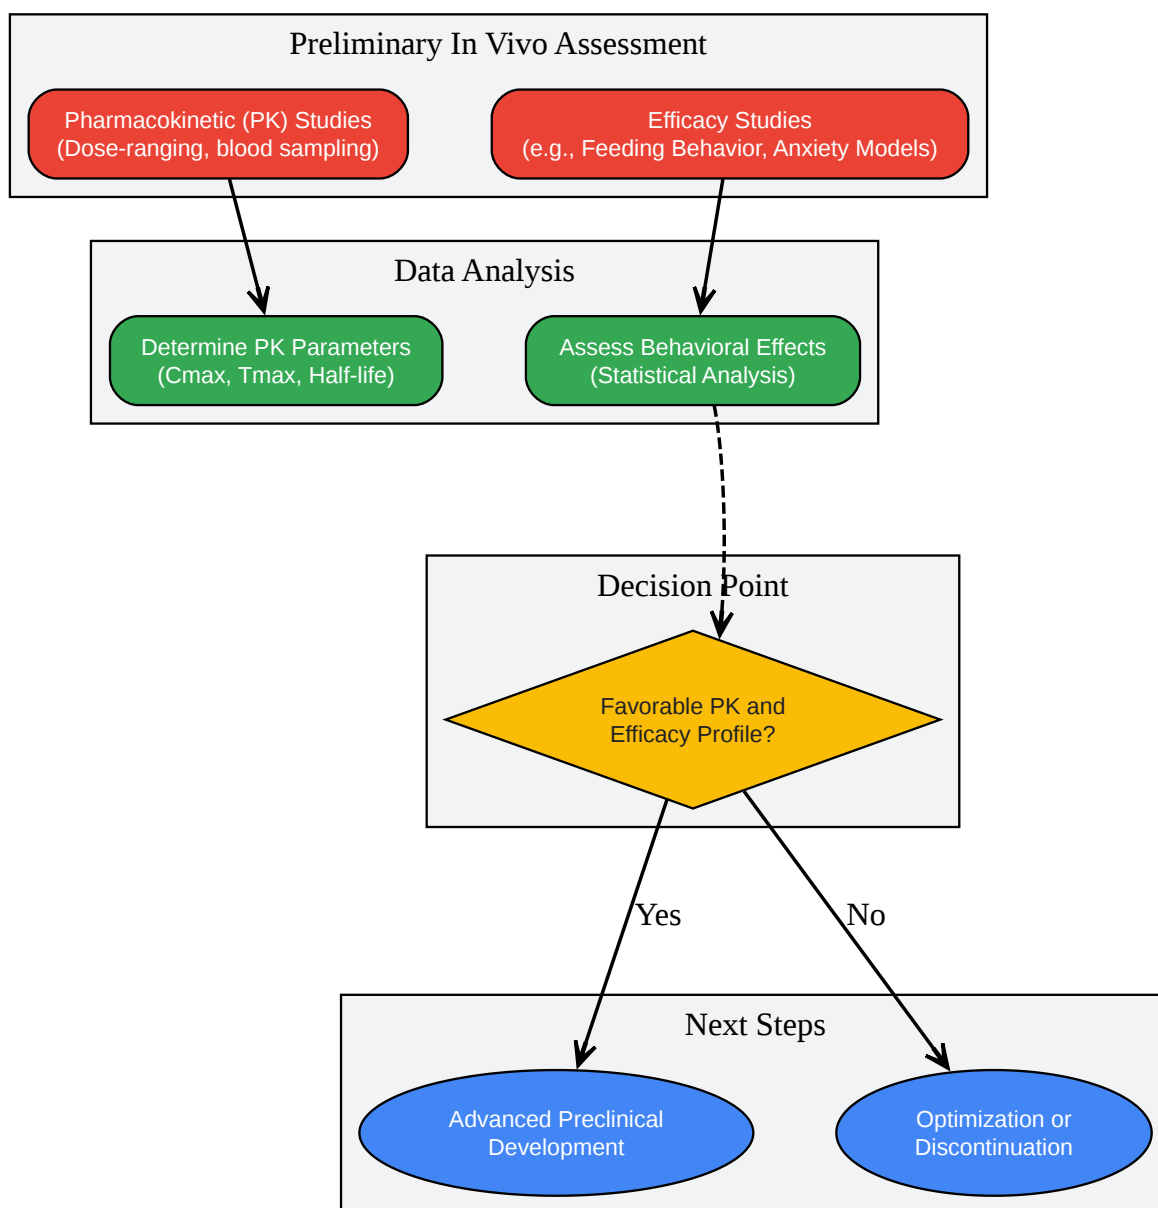 Preliminary In Vivo Assessment
Pharmacokinetic (PK) Studies
(Dose-ranging, blood sampling)
Efficacy Studies
(e.g., Feeding Behavior, Anxiety Models)
Data Analysis
Determine PK Parameters
(Cmax, Tmax, Half-life)
Assess Behavioral Effects
(Statistical Analysis)
Decision Point
Favorable PK and
Efficacy Profile?
Yes
No
Next Steps
Advanced Preclinical
Development
Optimization or
Discontinuation